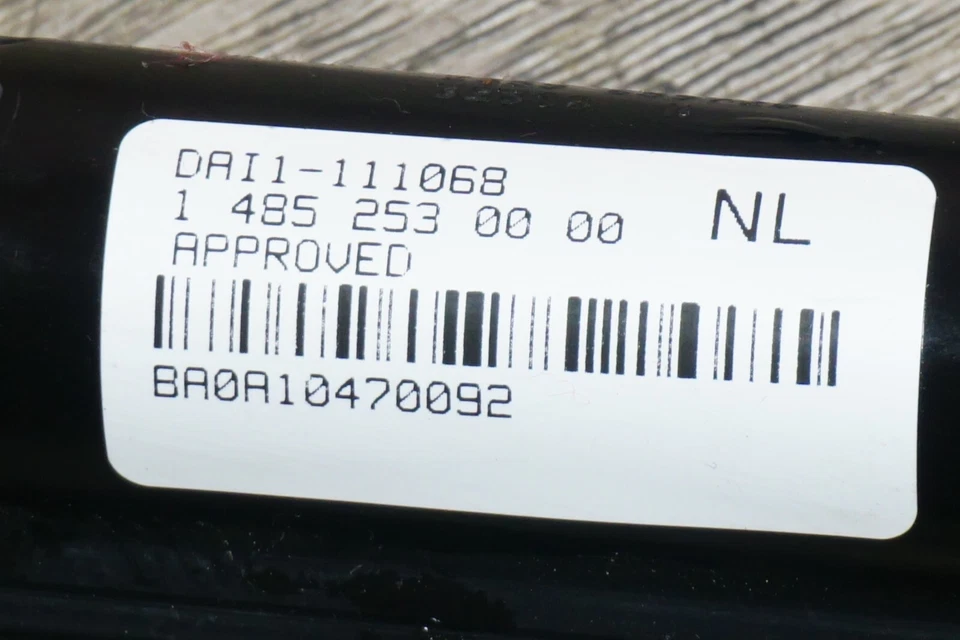 DAI1-111068
1 485 253 00 00
NL
APPROVED
BA0A10470092